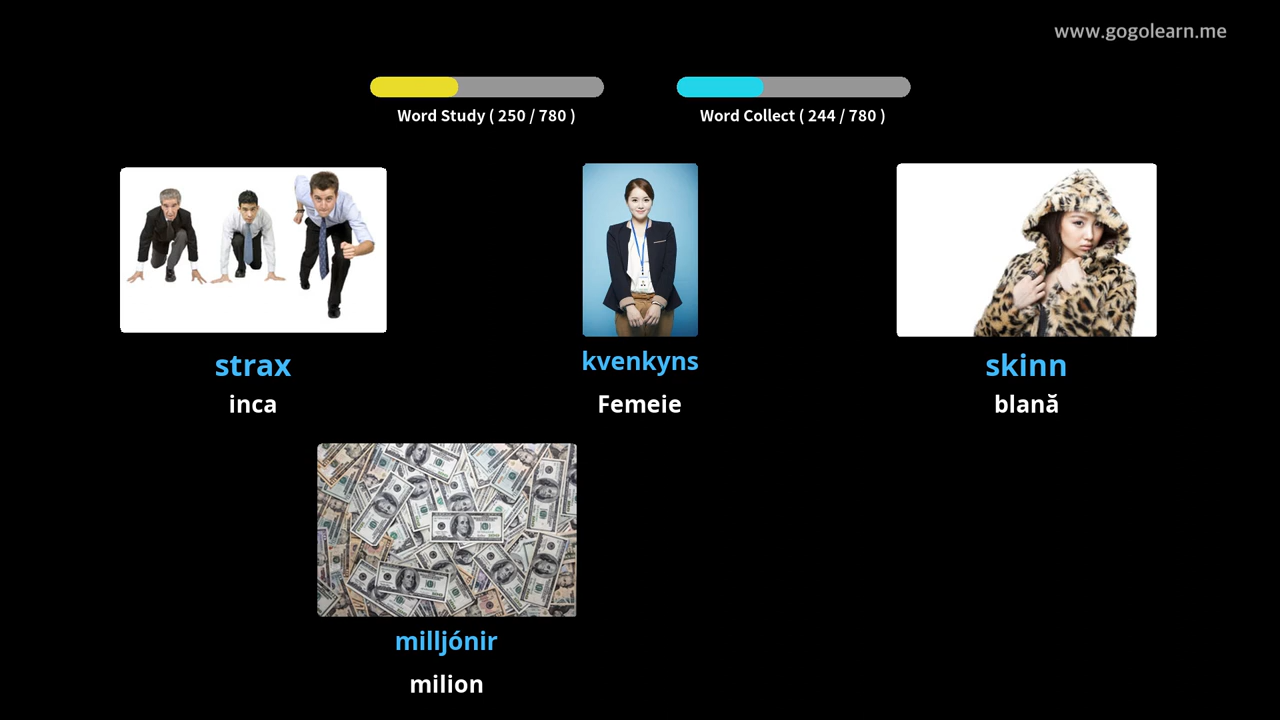 www.gogolearn.me
Word Study ( 250 / 780 )
Word Collect ( 244 / 780 )
strax
inca
kvenkyns
Femeie
skinn
blană
milljónir
milion